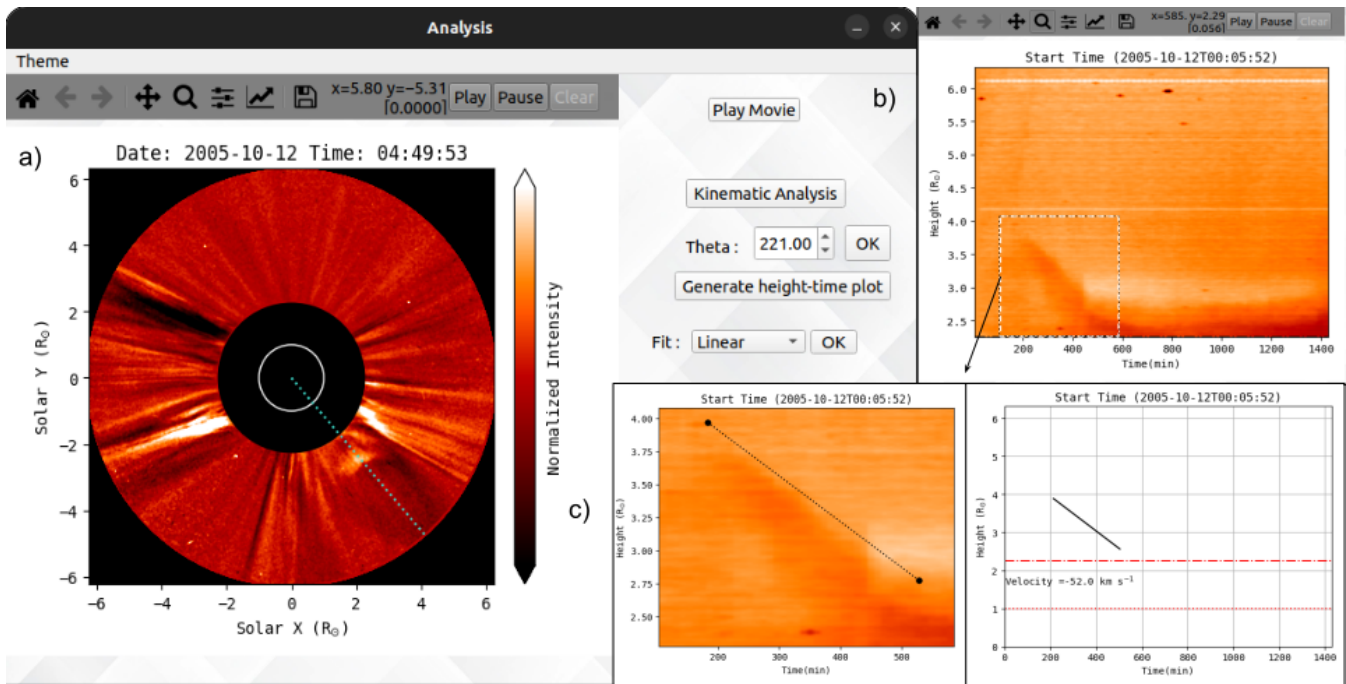 Analysis
Theme
x=5.80 y=−5.31
[0.0000]
Play
Pause
Clear
a)
Date: 2005-10-12 Time: 04:49:53
6
4
2
0
−2
−4
−6
Solar Y (R☉)
−6 −4 −2 0 2 4 6
Solar X (R☉)
Normalized Intensity
Play Movie
Kinematic Analysis
Theta : 221.00 OK
Generate height-time plot
Fit : Linear OK
b)
x=585. y=2.29
[0.056]
Play
Pause
Clear
Start Time (2005-10-12T00:05:52)
6.0
5.5
5.0
4.5
4.0
3.5
3.0
2.5
Height (R☉)
200 400 600 800 1000 1200 1400
Time(min)
c)
Start Time (2005-10-12T00:05:52)
4.00
3.75
3.50
3.25
3.00
2.75
2.50
Height (R☉)
200 300 400 500
Time(min)
Start Time (2005-10-12T00:05:52)
6
5
4
3
2
1
0
Height (R☉)
Velocity =-52.0 km s⁻¹
0 200 400 600 800 1000 1200 1400
Time(min)